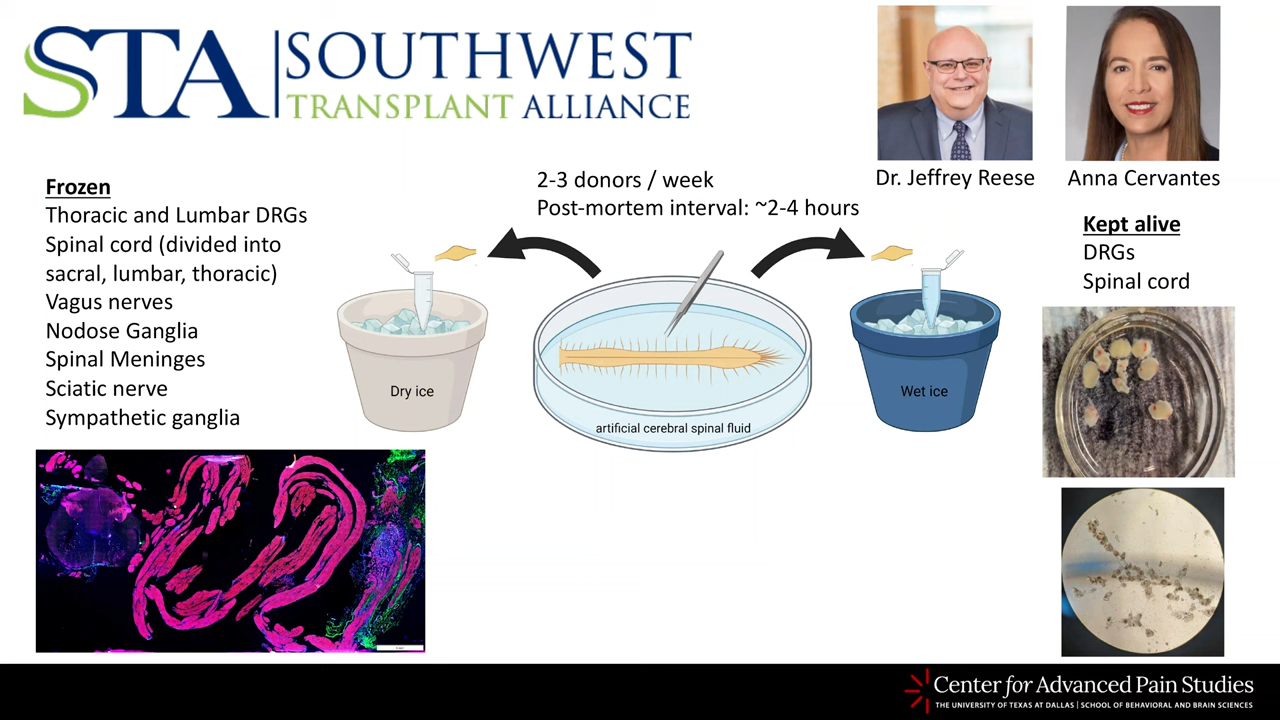 STA SOUTHWEST
TRANSPLANT ALLIANCE
Dr. Jeffrey Reese
Anna Cervantes
2-3 donors / week
Post-mortem interval: ~2-4 hours
Frozen
Thoracic and Lumbar DRGs
Spinal cord (divided into
sacral, lumbar, thoracic)
Vagus nerves
Nodose Ganglia
Spinal Meninges
Sciatic nerve
Sympathetic ganglia
Dry ice
artificial cerebral spinal fluid
Wet ice
Kept alive
DRGs
Spinal cord
Center for Advanced Pain Studies
THE UNIVERSITY OF TEXAS AT DALLAS | SCHOOL OF BEHAVIORAL AND BRAIN SCIENCES